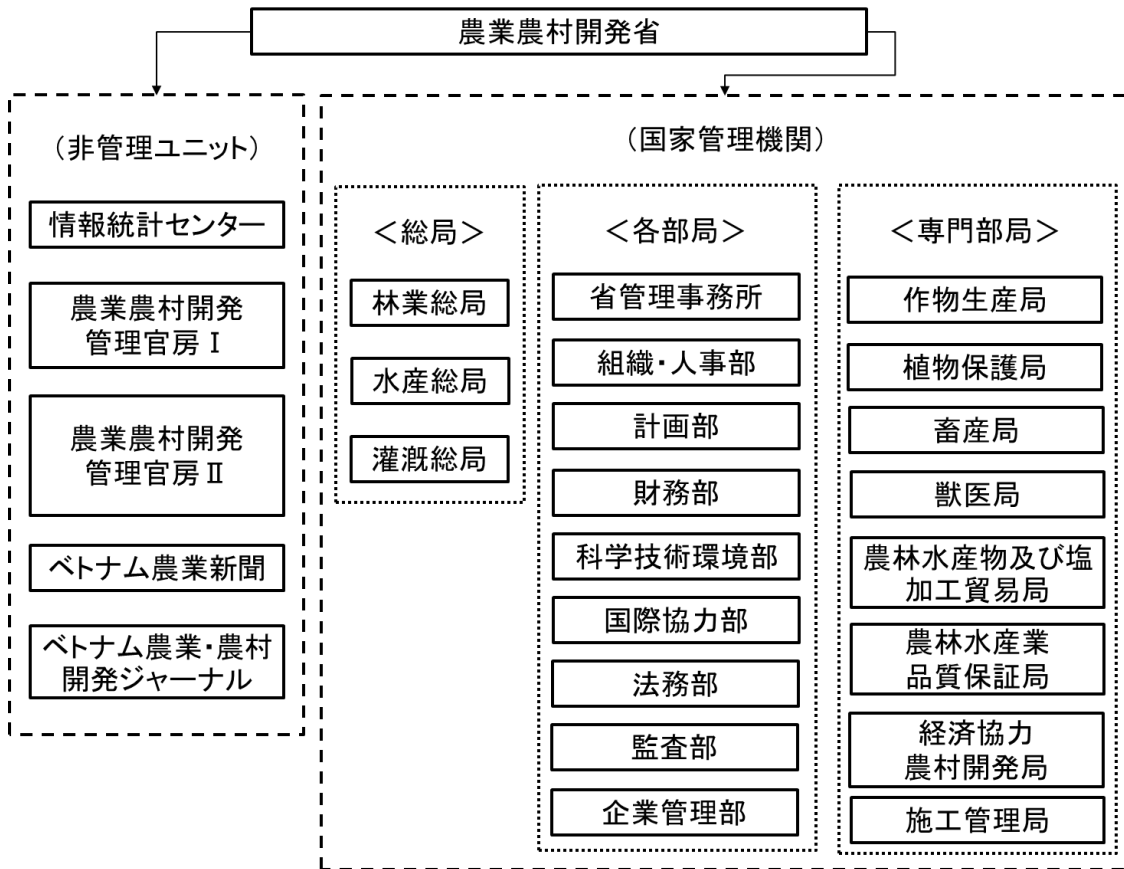 農業農村開発省
（非管理ユニット）
情報統計センター
農業農村開発
管理官房Ⅰ
農業農村開発
管理官房Ⅱ
ベトナム農業新聞
ベトナム農業・農村
開発ジャーナル
（国家管理機関）
＜総局＞
林業総局
水産総局
灌漑総局
＜各部局＞
省管理事務所
組織・人事部
計画部
財務部
科学技術環境部
国際協力部
法務部
監査部
企業管理部
＜専門部局＞
作物生産局
植物保護局
畜産局
獣医局
農林水産物及び塩
加工貿易局
農林水産業
品質保証局
経済協力
農村開発局
施工管理局